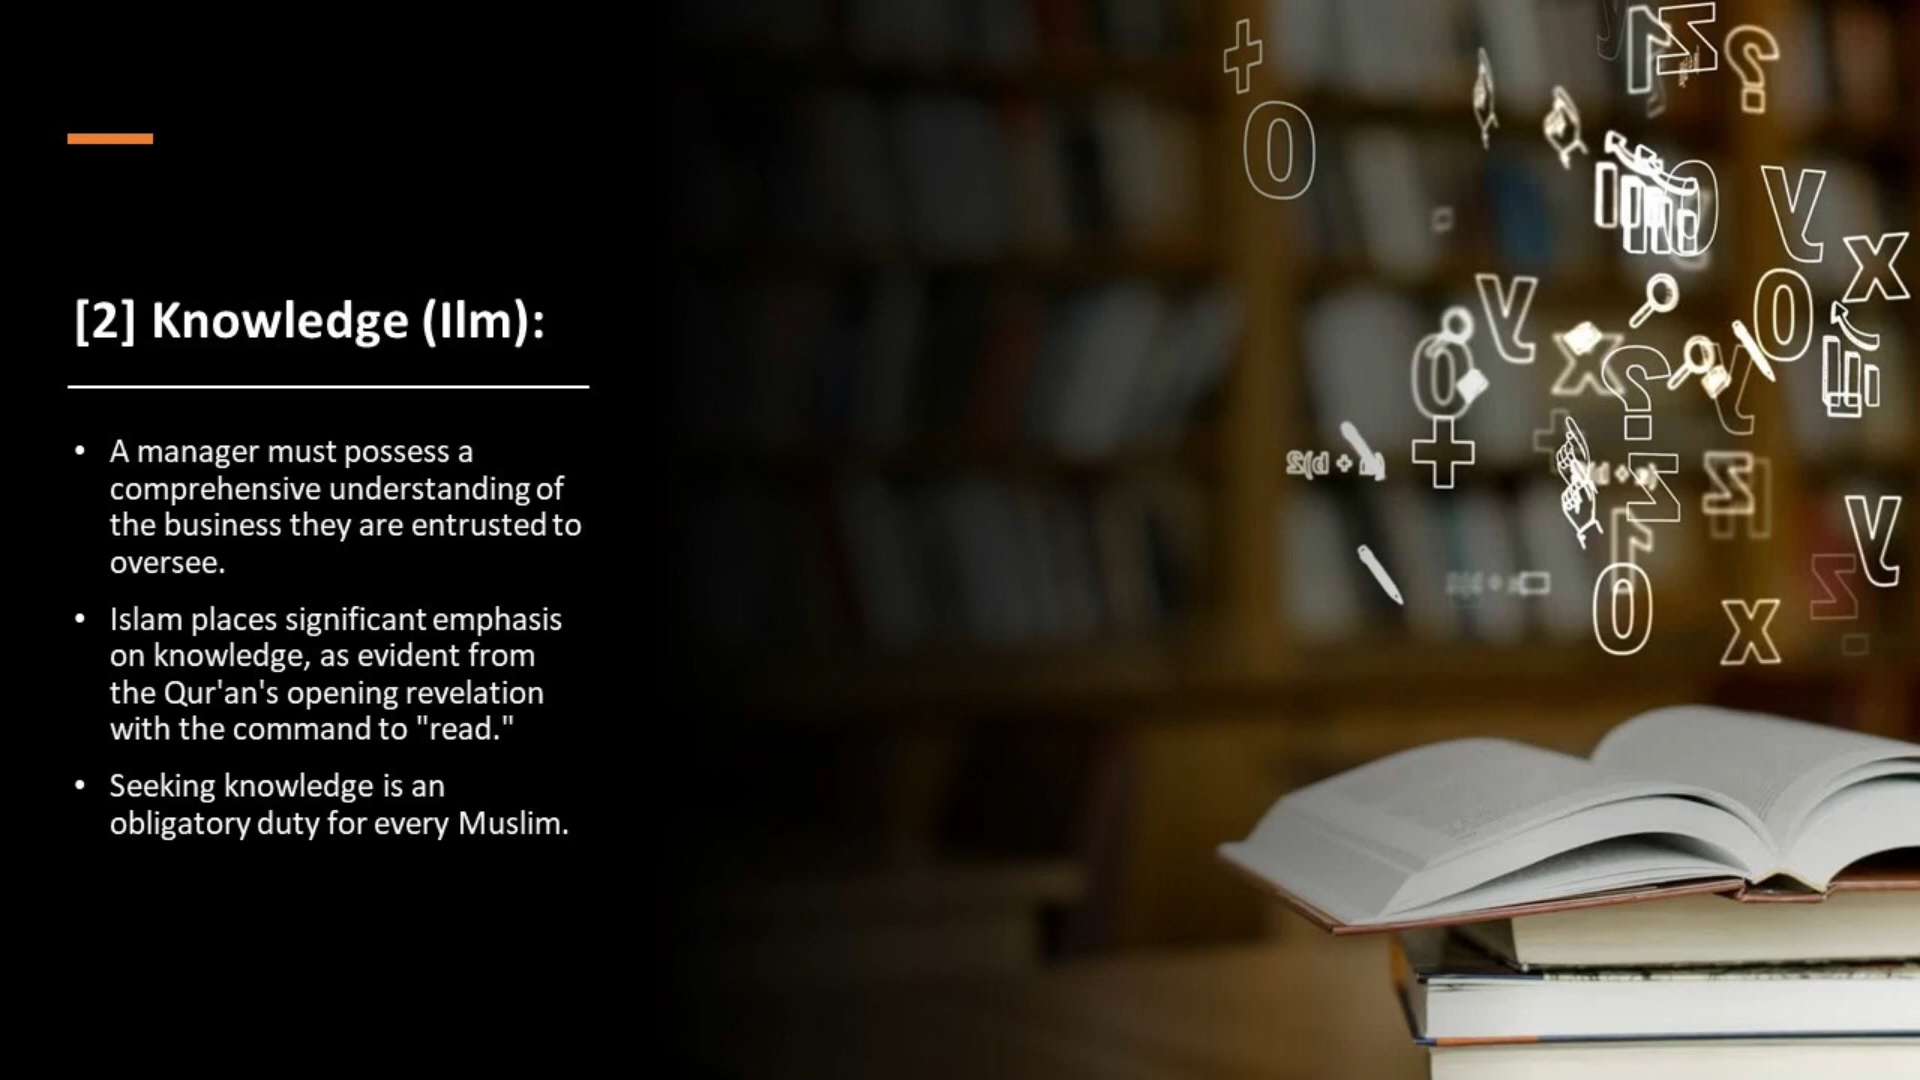 [2] Knowledge (Ilm):
• A manager must possess a
comprehensive understanding of
the business they are entrusted to
oversee.
• Islam places significant emphasis
on knowledge, as evident from
the Qur'an's opening revelation
with the command to "read."
• Seeking knowledge is an
obligatory duty for every Muslim.